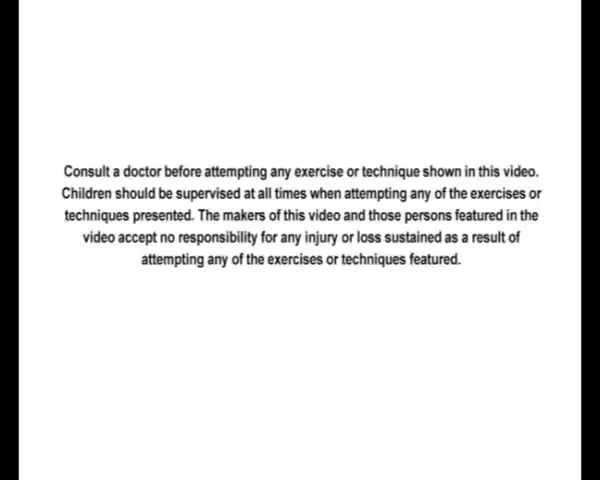 Consult a doctor before attempting any exercise or technique shown in this video.
Children should be supervised at all times when attempting any of the exercises or
techniques presented. The makers of this video and those persons featured in the
video accept no responsibility for any injury or loss sustained as a result of
attempting any of the exercises or techniques featured.